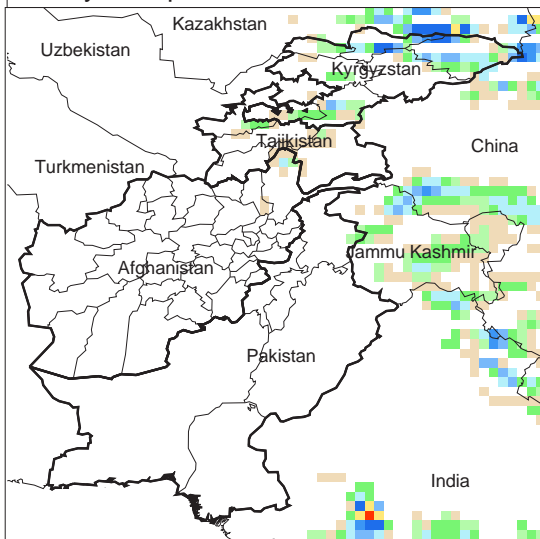 Kazakhstan
Uzbekistan
Kyrgyzstan
Tajikistan
China
Turkmenistan
Jammu Kashmir
Afghanistan
Pakistan
India